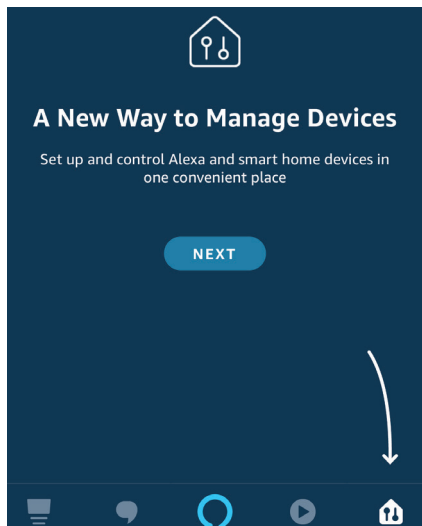 A New Way to Manage Devices
Set up and control Alexa and smart home devices in
one convenient place
NEXT